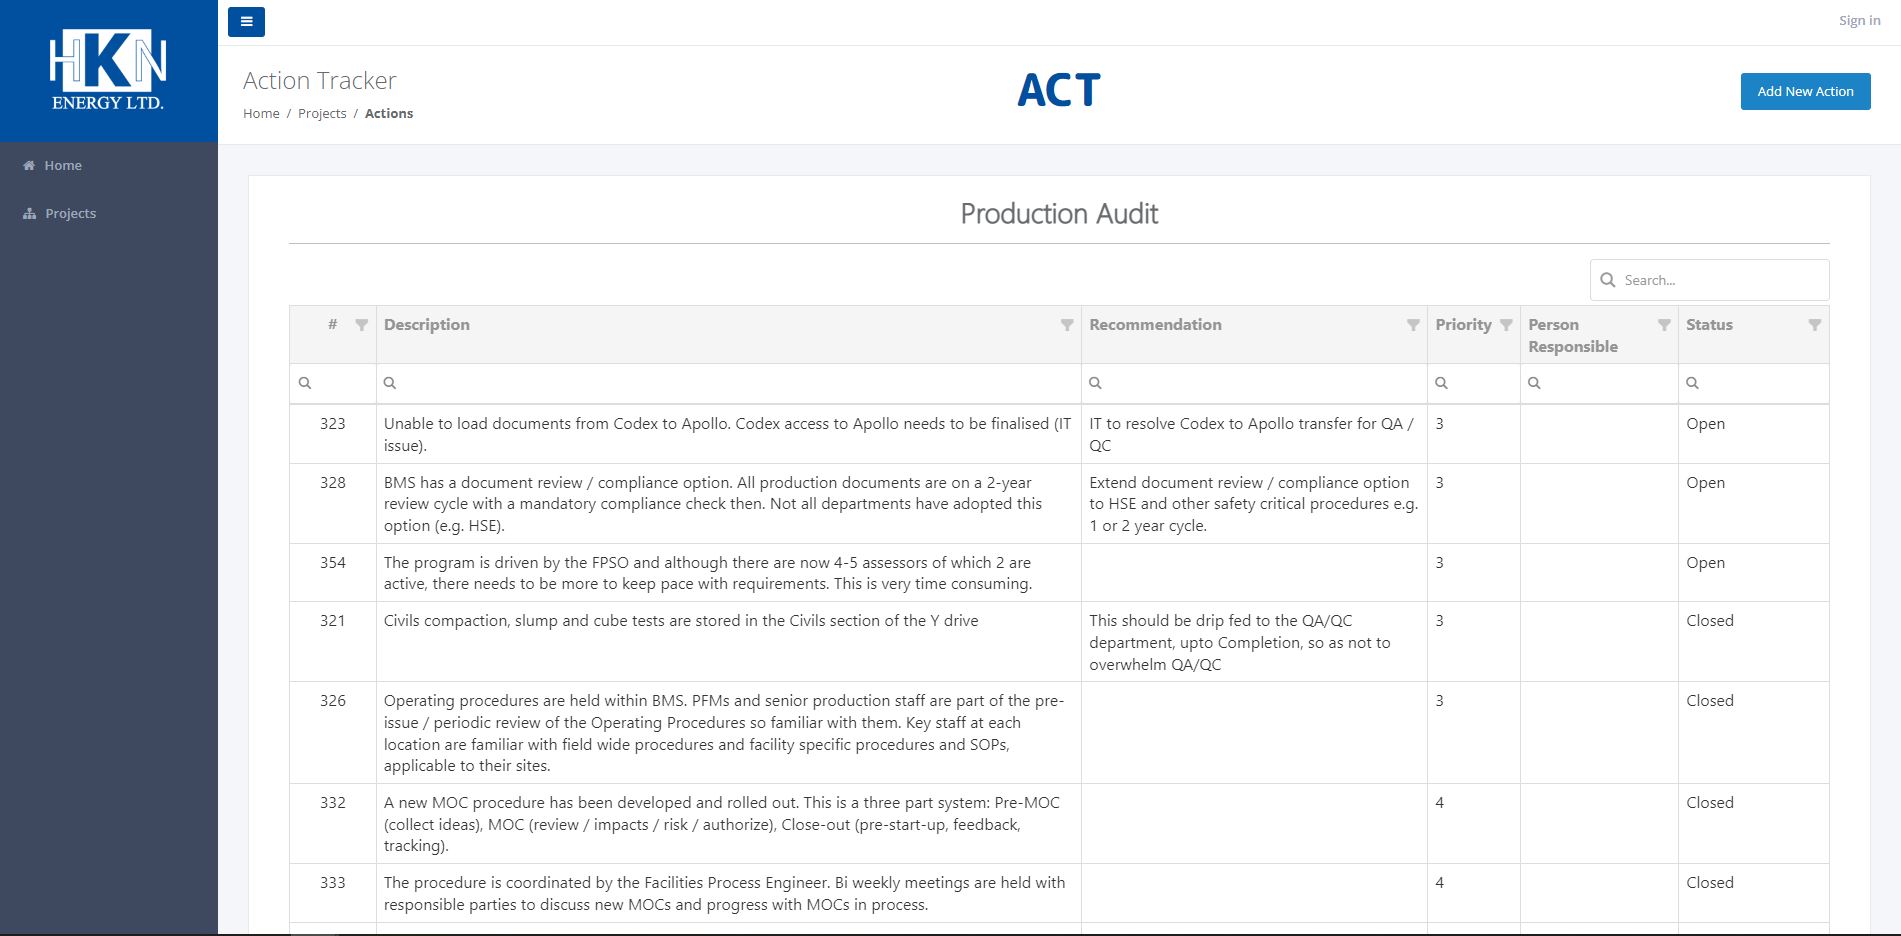 HKN
ENERGY LTD.
Home
Projects
Sign in
Action Tracker
Home / Projects / Actions
ACT
Add New Action
Production Audit
Search...
# Description Recommendation Priority Person Responsible Status
323
Unable to load documents from Codex to Apollo. Codex access to Apollo needs to be finalised (IT
issue).
IT to resolve Codex to Apollo transfer for QA /
QC
3
Open
328
BMS has a document review / compliance option. All production documents are on a 2-year
review cycle with a mandatory compliance check then. Not all departments have adopted this
option (e.g. HSE).
Extend document review / compliance option
to HSE and other safety critical procedures e.g.
1 or 2 year cycle.
3
Open
354
The program is driven by the FPSO and although there are now 4-5 assessors of which 2 are
active, there needs to be more to keep pace with requirements. This is very time consuming.
3
Open
321
Civils compaction, slump and cube tests are stored in the Civils section of the Y drive
This should be drip fed to the QA/QC
department, upto Completion, so as not to
overwhelm QA/QC
3
Closed
326
Operating procedures are held within BMS. PFMs and senior production staff are part of the pre-
issue / periodic review of the Operating Procedures so familiar with them. Key staff at each
location are familiar with field wide procedures and facility specific procedures and SOPs,
applicable to their sites.
3
Closed
332
A new MOC procedure has been developed and rolled out. This is a three part system: Pre-MOC
(collect ideas), MOC (review / impacts / risk / authorize), Close-out (pre-start-up, feedback,
tracking).
4
Closed
333
The procedure is coordinated by the Facilities Process Engineer. Bi weekly meetings are held with
responsible parties to discuss new MOCs and progress with MOCs in process.
4
Closed